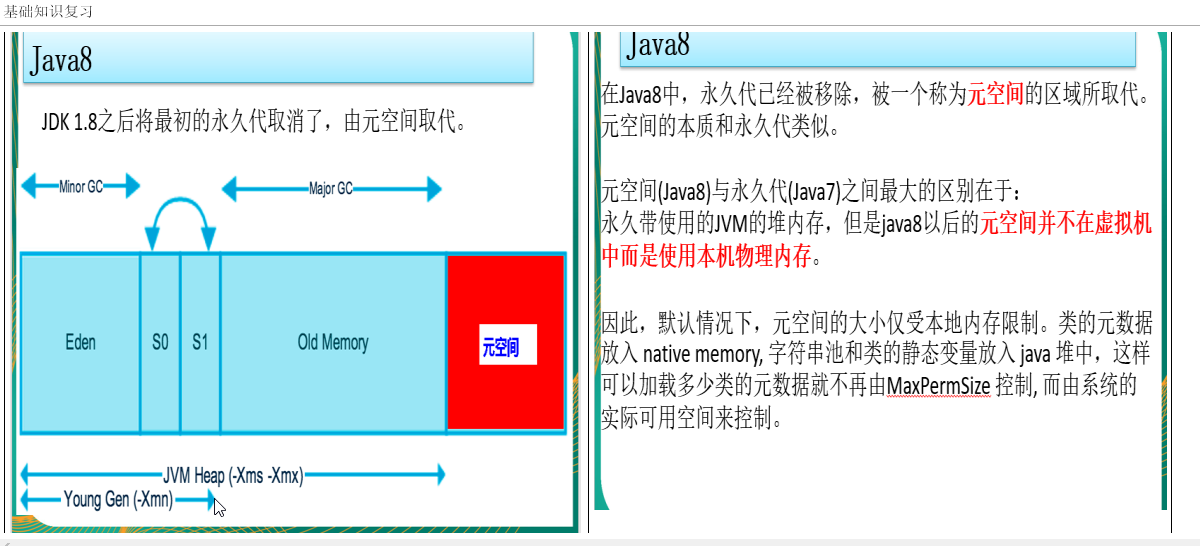 基础知识复习
Java8
JDK 1.8之后将最初的永久代取消了，由元空间取代。
Minor GC
Major GC
Eden
S0
S1
Old Memory
元空间
JVM Heap (-Xms -Xmx)
Young Gen (-Xmn)
Java8
在Java8中，永久代已经被移除，被一个称为元空间的区域所取代。
元空间的本质和永久代类似。
元空间(Java8)与永久代(Java7)之间最大的区别在于：
永久带使用的JVM的堆内存，但是java8以后的元空间并不在虚拟机
中而是使用本机物理内存。
因此，默认情况下，元空间的大小仅受本地内存限制。类的元数据
放入 native memory, 字符串池和类的静态变量放入 java 堆中，这样
可以加载多少类的元数据就不再由MaxPermSize 控制, 而由系统的
实际可用空间来控制。